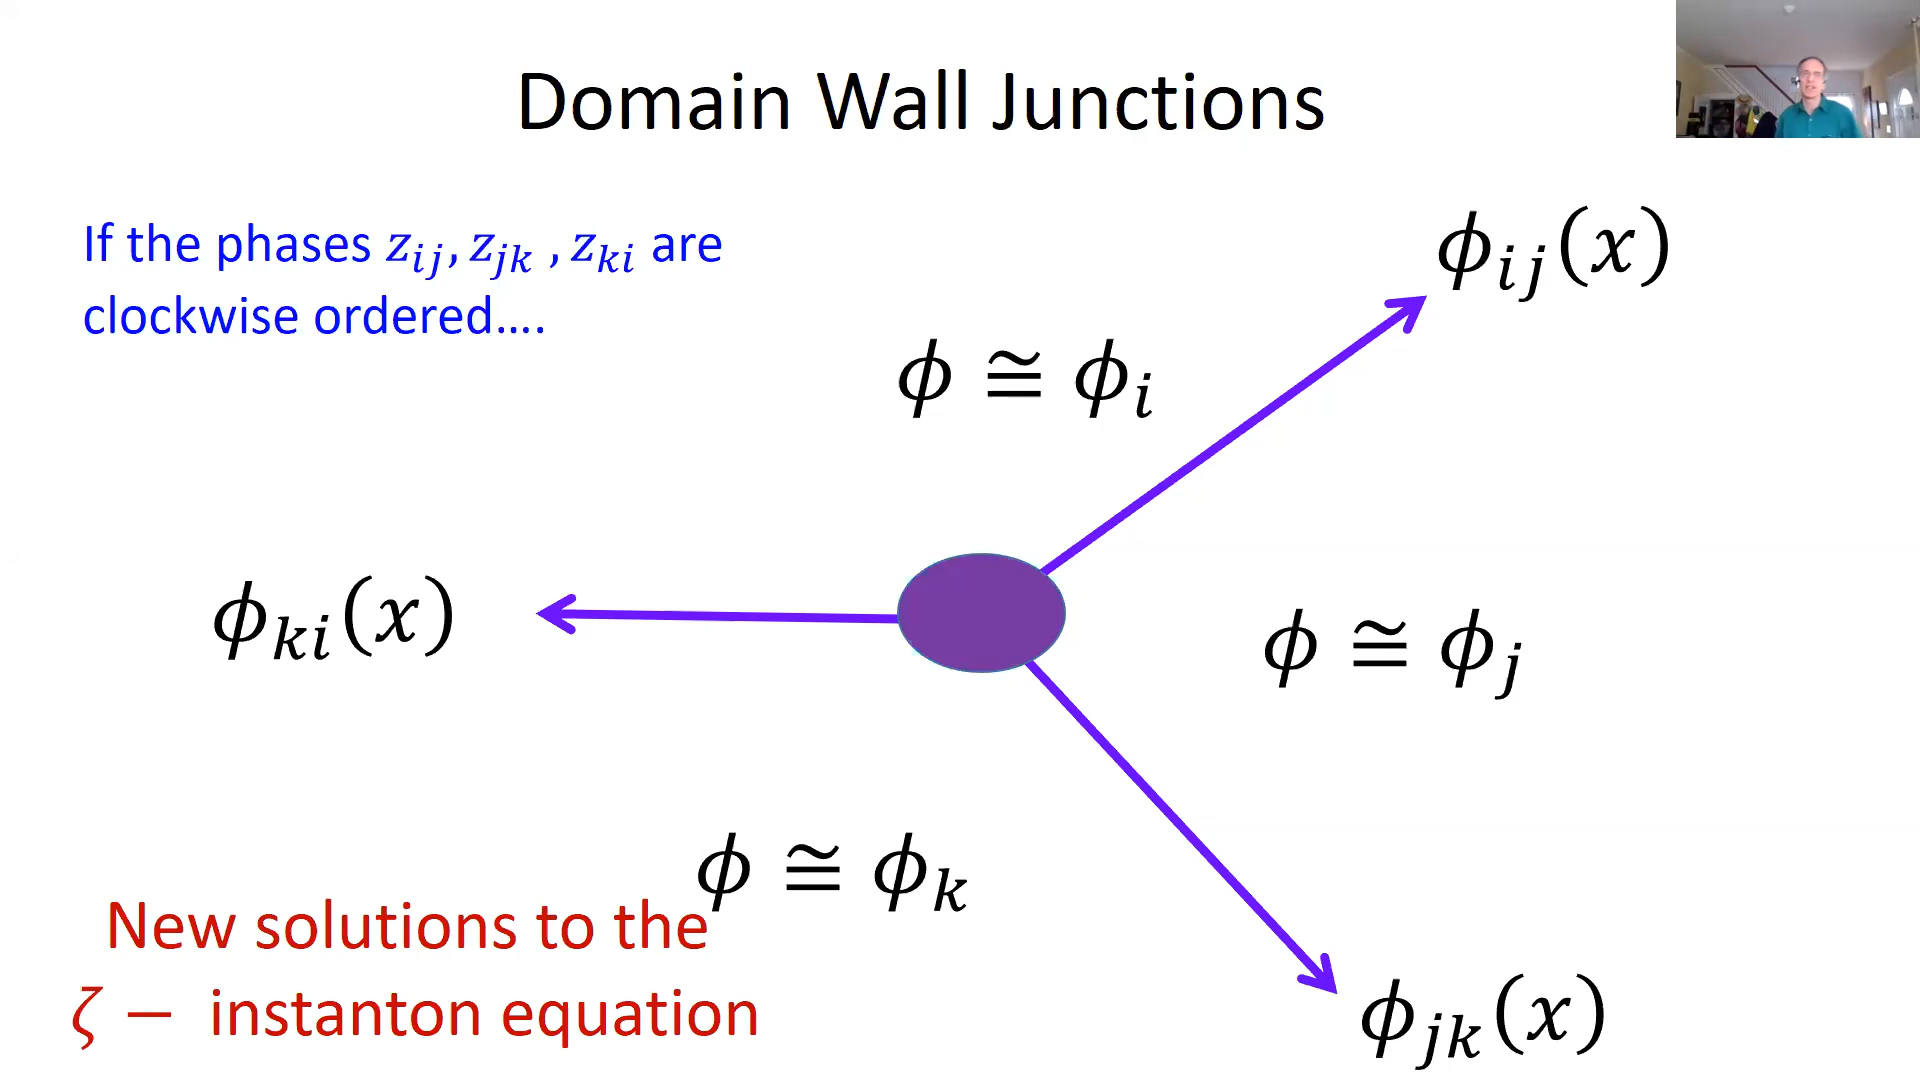 Domain Wall Junctions
If the phases z_{ij}, z_{jk} , z_{ki} are
clockwise ordered....
ϕ_{ij}(x)
ϕ ≅ ϕ_i
ϕ_{ki}(x)
ϕ ≅ ϕ_j
ϕ ≅ ϕ_k
New solutions to the
ζ − instanton equation
ϕ_{jk}(x)